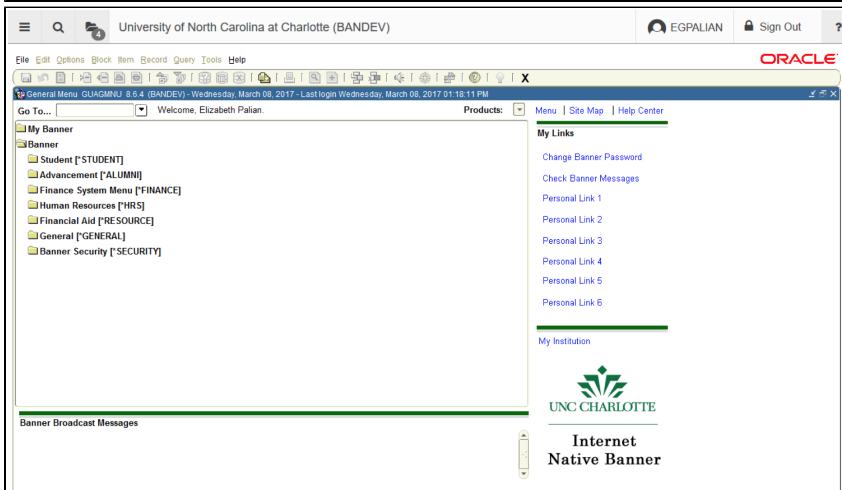 4
University of North Carolina at Charlotte (BANDEV)
EGPALIAN
Sign Out
?
File Edit Options Block Item Record Query Tools Help
ORACLE
X
General Menu GUAGMNU 8.6.4 (BANDEV) - Wednesday, March 08, 2017 - Last login Wednesday, March 08, 2017 01:18:11 PM
Go To...
Welcome, Elizabeth Palian.
Products:
Menu | Site Map | Help Center
My Banner
Banner
Student [*STUDENT]
Advancement [*ALUMNI]
Finance System Menu [*FINANCE]
Human Resources [*HRS]
Financial Aid [*RESOURCE]
General [*GENERAL]
Banner Security [*SECURITY]
My Links
Change Banner Password
Check Banner Messages
Personal Link 1
Personal Link 2
Personal Link 3
Personal Link 4
Personal Link 5
Personal Link 6
My Institution
UNC CHARLOTTE
Internet
Native Banner
Banner Broadcast Messages